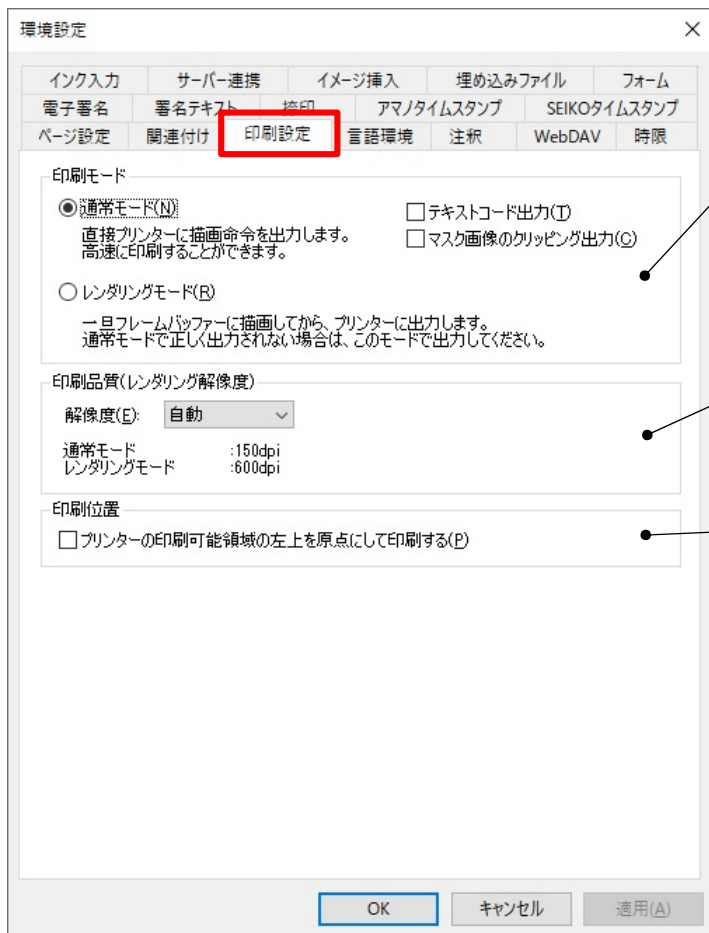 環境設定
インク入力 サーバー連携 イメージ挿入 埋め込みファイル フォーム
電子署名 署名テキスト 捺印 アマノタイムスタンプ SEIKOタイムスタンプ
ページ設定 関連付け 印刷設定 言語環境 注釈 WebDAV 時限
印刷モード
通常モード(N) テキストコード出力(T)
直接プリンターに描画命令を出力します。 マスク画像のクリッピング出力(C)
高速に印刷することができます。
レンダリングモード(R)
一旦フレームバッファーに描画してから、プリンターに出力します。
通常モードで正しく出力されない場合は、このモードで出力してください。
印刷品質(レンダリング解像度)
解像度(E): 自動
通常モード :150dpi
レンダリングモード :600dpi
印刷位置
プリンターの印刷可能領域の左上を原点にして印刷する(P)
OK キャンセル 適用(A)